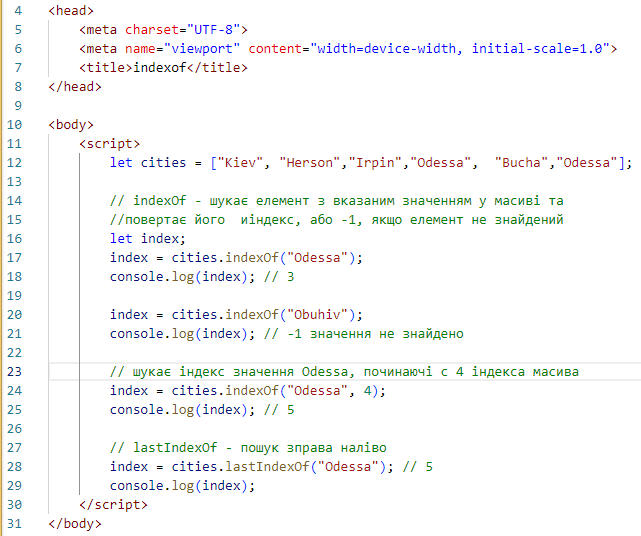 4 <head>
5 <meta charset="UTF-8">
6 <meta name="viewport" content="width=device-width, initial-scale=1.0">
7 <title>indexof</title>
8 </head>
9
10 <body>
11 <script>
12 let cities = ["Kiev", "Herson","Irpin","Odessa",  "Bucha","Odessa"];
13
14 // indexOf - шукає елемент з вказаним значенням у масиві та
15 //повертає його  иіндекс, або -1, якщо елемент не знайдений
16 let index;
17 index = cities.indexOf("Odessa");
18 console.log(index); // 3
19
20 index = cities.indexOf("Obuhiv");
21 console.log(index); // -1 значення не знайдено
22
23 // шукає індекс значення Odessa, починаючі с 4 індекса масива
24 index = cities.indexOf("Odessa", 4);
25 console.log(index); // 5
26
27 // lastIndexOf - пошук зправа наліво
28 index = cities.lastIndexOf("Odessa"); // 5
29 console.log(index);
30 </script>
31 </body>